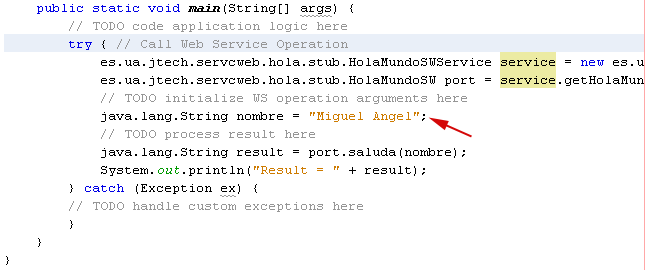 public static void main(String[] args) {
// TODO code application logic here
try { // Call Web Service Operation
es.ua.jtech.servcweb.hola.stub.HolaMundoSWService service = new es.u
es.ua.jtech.servcweb.hola.stub.HolaMundoSW port = service.getHolaMun
// TODO initialize WS operation arguments here
java.lang.String nombre = "Miguel Angel";
// TODO process result here
java.lang.String result = port.saluda(nombre);
System.out.println("Result = " + result);
} catch (Exception ex) {
// TODO handle custom exceptions here
}
}
}